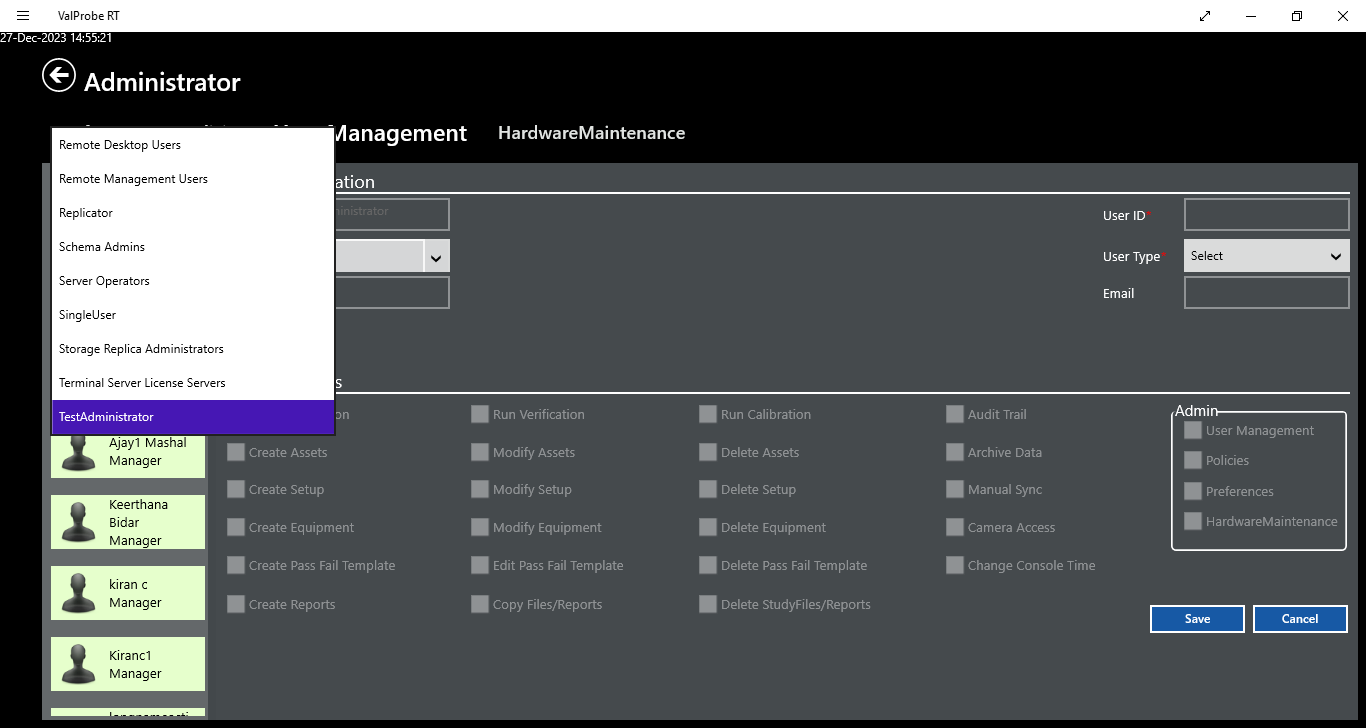 ValProbe RT
27-Dec-2023 14:55:21
Administrator
Management
HardwareMaintenance
Remote Desktop Users
Remote Management Users
Replicator
Schema Admins
Server Operators
SingleUser
Storage Replica Administrators
Terminal Server License Servers
TestAdministrator
ation
ministrator
User ID*
User Type*
Select
Email
s
on
Run Verification
Run Calibration
Audit Trail
Admin
User Management
Create Assets
Modify Assets
Delete Assets
Archive Data
Policies
Create Setup
Modify Setup
Delete Setup
Manual Sync
Preferences
Create Equipment
Modify Equipment
Delete Equipment
Camera Access
HardwareMaintenance
Create Pass Fail Template
Edit Pass Fail Template
Delete Pass Fail Template
Change Console Time
Create Reports
Copy Files/Reports
Delete StudyFiles/Reports
Save
Cancel
Ajay1 Mashal
Manager
Keerthana
Bidar
Manager
kiran c
Manager
Kiranc1
Manager